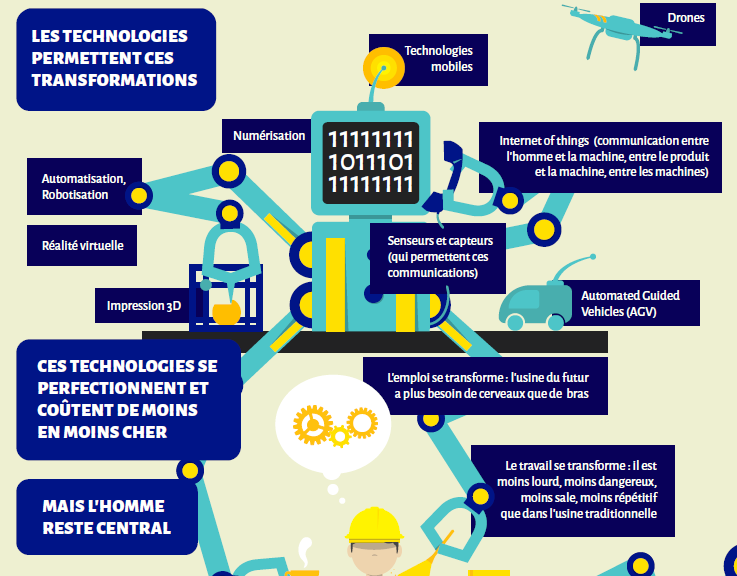 LES TECHNOLOGIES
PERMETTENT CES
TRANSFORMATIONS
Drones
Technologies
mobiles
Numérisation
11111111
1011101
11111111
Internet of things (communication entre
l'homme et la machine, entre le produit
et la machine, entre les machines)
Automatisation,
Robotisation
Réalité virtuelle
Senseurs et capteurs
(qui permettent ces
communications)
Impression 3D
Automated Guided
Vehicles (AGV)
CES TECHNOLOGIES SE
PERFECTIONNENT ET
COÛTENT DE MOINS
EN MOINS CHER
L'emploi se transforme : l'usine du futur
a plus besoin de cerveaux que de bras
Le travail se transforme : il est
moins lourd, moins dangereux,
moins sale, moins répétitif
que dans l'usine traditionnelle
MAIS L'HOMME
RESTE CENTRAL